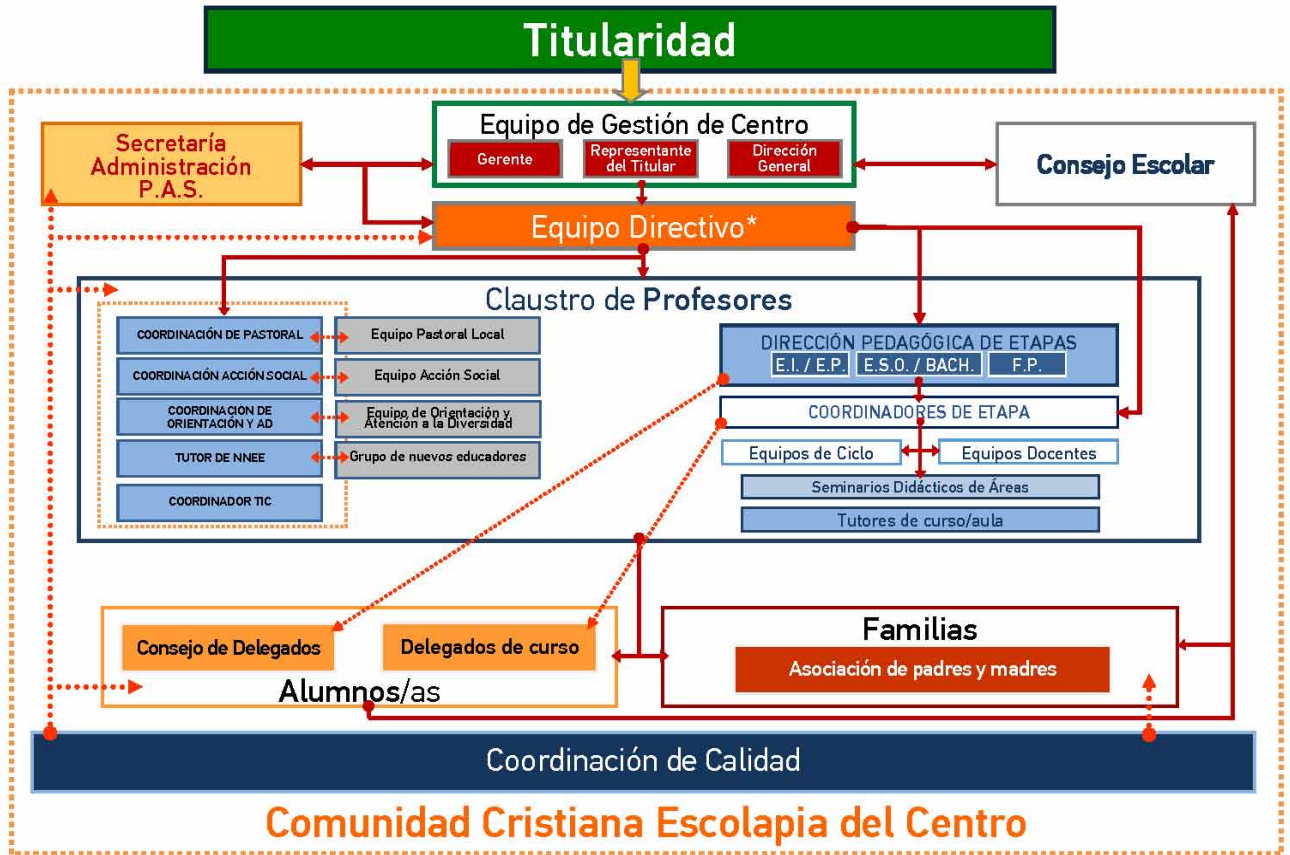 Titularidad
Equipo de Gestión de Centro
Gerente
Representante
del Titular
Dirección
General
Secretaría
Administración
P.A.S.
Consejo Escolar
Equipo Directivo*
Claustro de Profesores
COORDINACIÓN DE PASTORAL
Equipo Pastoral Local
COORDINACIÓN ACCIÓN SOCIAL
Equipo Acción Social
COORDINACIÓN DE
ORIENTACIÓN Y AD
Equipo de Orientación y
Atención a la Diversidad
TUTOR DE NNEE
Grupo de nuevos educadores
COORDINADOR TIC
DIRECCIÓN PEDAGÓGICA DE ETAPAS
E.I. / E.P.
E.S.O. / BACH.
F.P.
COORDINADORES DE ETAPA
Equipos de Ciclo
Equipos Docentes
Seminarios Didácticos de Áreas
Tutores de curso/aula
Consejo de Delegados
Delegados de curso
Alumnos/as
Familias
Asociación de padres y madres
Coordinación de Calidad
Comunidad Cristiana Escolapia del Centro